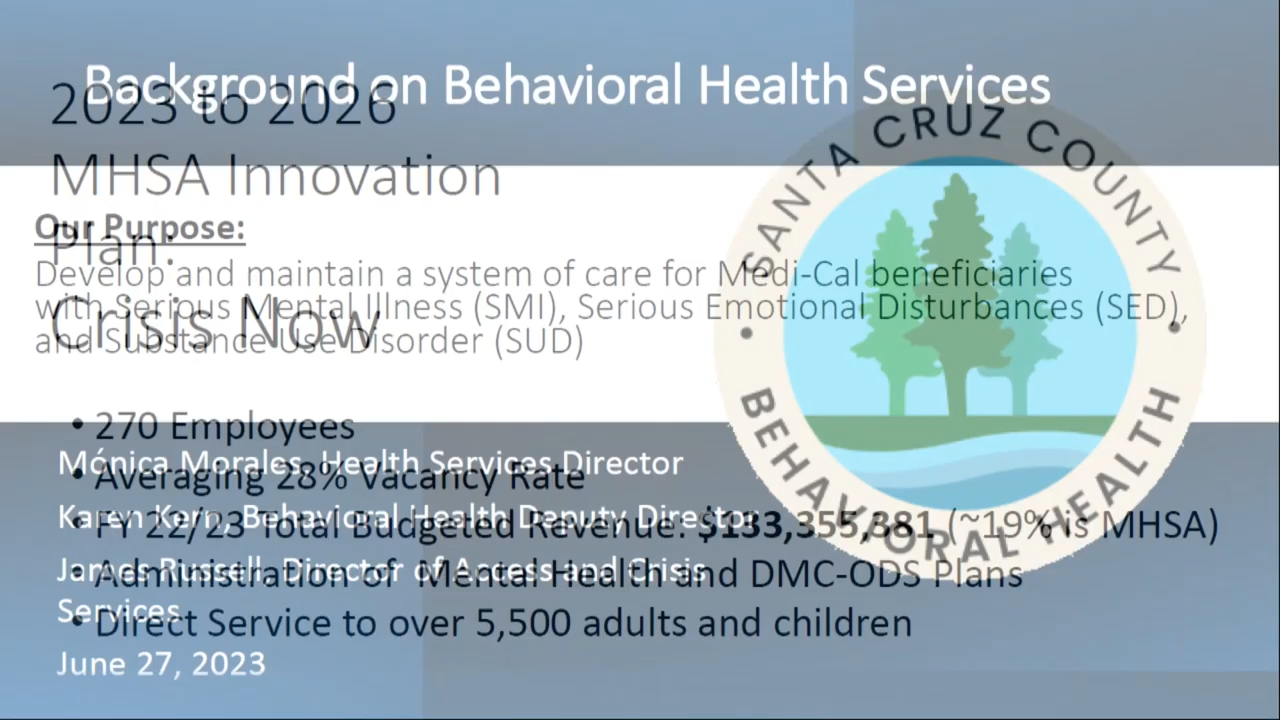 Background on Behavioral Health Services
2023 to 2026
MHSA Innovation
Plan:
Crisis Now
Our Purpose:
Develop and maintain a system of care for Medi-Cal beneficiaries
with Serious Mental Illness (SMI), Serious Emotional Disturbances (SED),
and Substance Use Disorder (SUD)
• 270 Employees
• Averaging 28% Vacancy Rate
• FY 22/23 Total Budgeted Revenue: $133,355,381 (~19% is MHSA)
• Administration of Mental Health and DMC-ODS Plans
• Direct Service to over 5,500 adults and children
Mónica Morales, Health Services Director
Karen Kern, Behavioral Health Deputy Director
James Russell, Director of Access and Crisis
Services
June 27, 2023
• SANTA CRUZ COUNTY •
BEHAVIORAL HEALTH